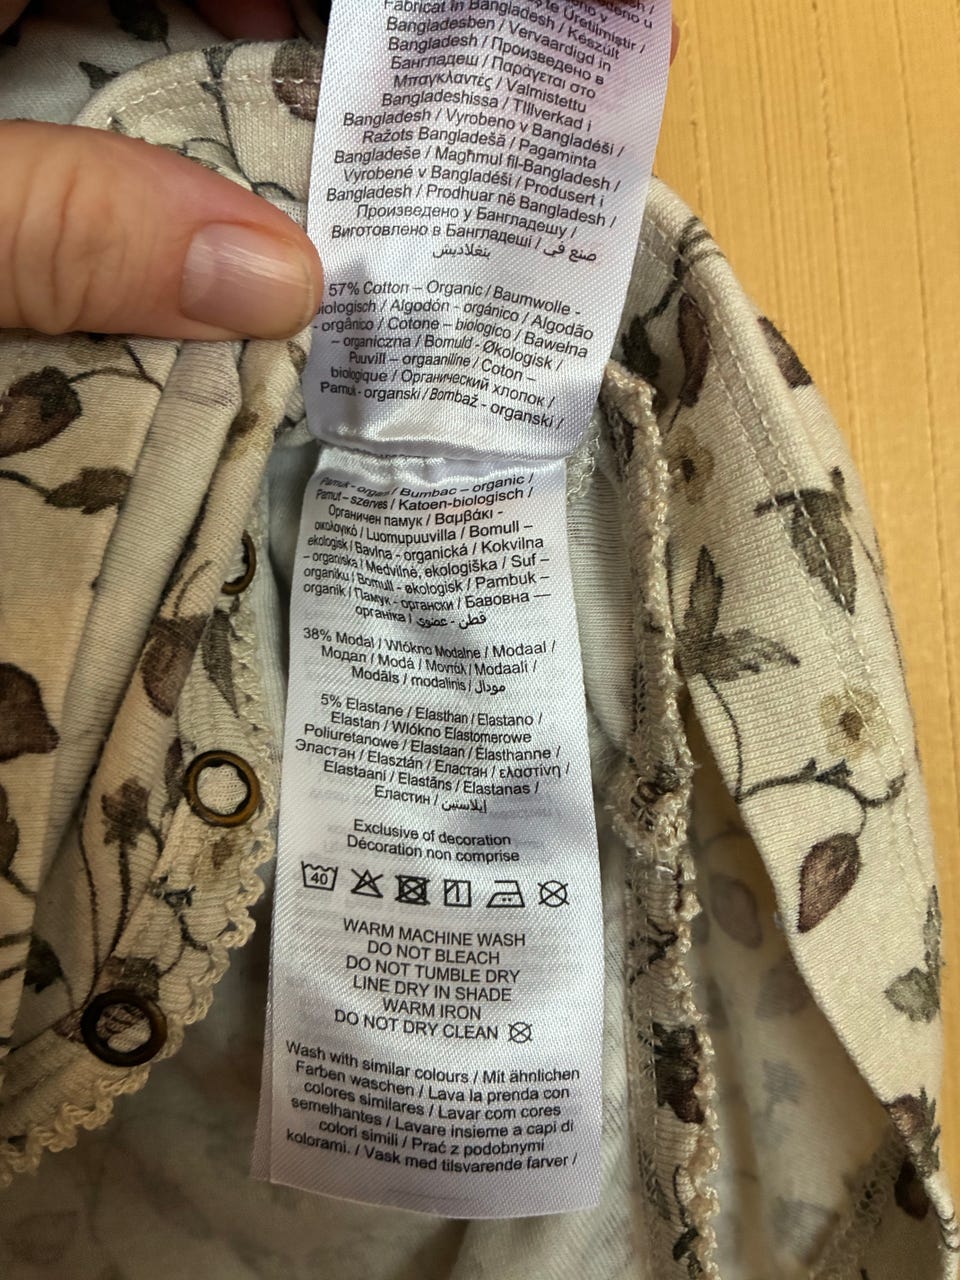 Fabricat în Bangladesh / Készült
Bangladesben / Vervaardigd in
Bangladesh / Произведено в
Бангладеш / Παράγεται στο
Μπαγκλαντές / Valmistettu
Bangladeshissa / Tillverkad i
Bangladesh / Vyrobeno v Bangladéši /
Ražots Bangladešā / Pagaminta
Bangladeše / Magħmul fil-Bangladesh /
Vyrobené v Bangladéši / Produsert i
Bangladesh / Prodhuar në Bangladesh /
Произведено у Бангладешу /
Виготовлено в Бангладеші / صنع في
بنغلاديش
57% Cotton – Organic / Baumwolle -
biologisch / Algodón - orgánico / Algodão
- orgânico / Cotone – biologico / Bawełna
– organiczna / Bomuld - Økologisk /
Puuvill – orgaaniline / Coton –
biologique / Органический хлопок /
Pamuk - organski / Bombaž - organski /
Pamuk - organ / Bumbac – organic /
Pamut – szerves / Katoen-biologisch /
Органичен памук / Βαμβάκι -
οικολογικό / Luomupuuvilla / Bomull –
ekologisk / Bavlna - organická / Kokvilna
– organiska / Medvilnė, ekologiška / Suf –
organiku / Bomull - økologisk / Pambuk –
organik / Памук - органски / Бавовна —
органіка / قطن - عضوي
38% Modal / Włókno Modalne / Modaal /
Модал / Modá / Μοντάλ / Modaali /
Modāls / modalinis / مودال
5% Elastane / Elasthan / Elastano /
Elastan / Włókno Elastomerowe
Poliuretanowe / Elastaan / Élasthanne /
Эластан / Elasztán / Еластан / ελαστίνη /
Elastaani / Elastāns / Elastanas /
Еластин / إيلاستين
Exclusive of decoration
Décoration non comprise
40
WARM MACHINE WASH
DO NOT BLEACH
DO NOT TUMBLE DRY
LINE DRY IN SHADE
WARM IRON
DO NOT DRY CLEAN
Wash with similar colours / Mit ähnlichen
Farben waschen / Lava la prenda con
colores similares / Lavar com cores
semelhantes / Lavare insieme a capi di
colori simili / Prać z podobnymi
kolorami. / Vask med tilsvarende farver /